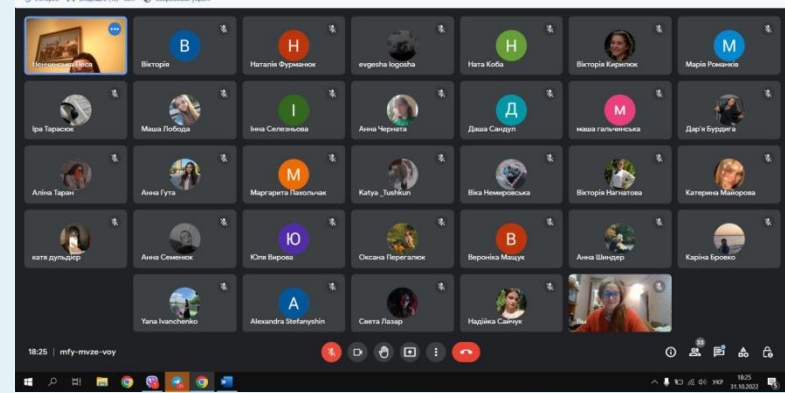 В
Вікторія
Н
Наталія Фурманюк
evgesha logosha
Н
Ната Коба
Вікторія Кирилюк
М
Марія Романків
Іра Тарасюк
Маша Лобода
І
Інна Селезньова
Анна Черната
Д
Даша Сандул
м
маша гальчинська
Дар'я Бурдига
Аліна Таран
Анна Гута
М
Маргарита Пахольчак
Katya _Tushkun
Віка Немировська
Вікторія Нагнатова
Катерина Майорова
катя дульдієр
Анна Семенюк
Ю
Юля Вирова
Оксана Перегалюк
В
Вероніка Мащук
Анна Шиндер
Каріна Бровко
Yana Ivanchenko
A
Alexandra Stefanyshin
Света Лазар
Надійка Сайчук
Вы
18:25 | mfy-mvze-voy
33
УКР
18:25
31.10.2022